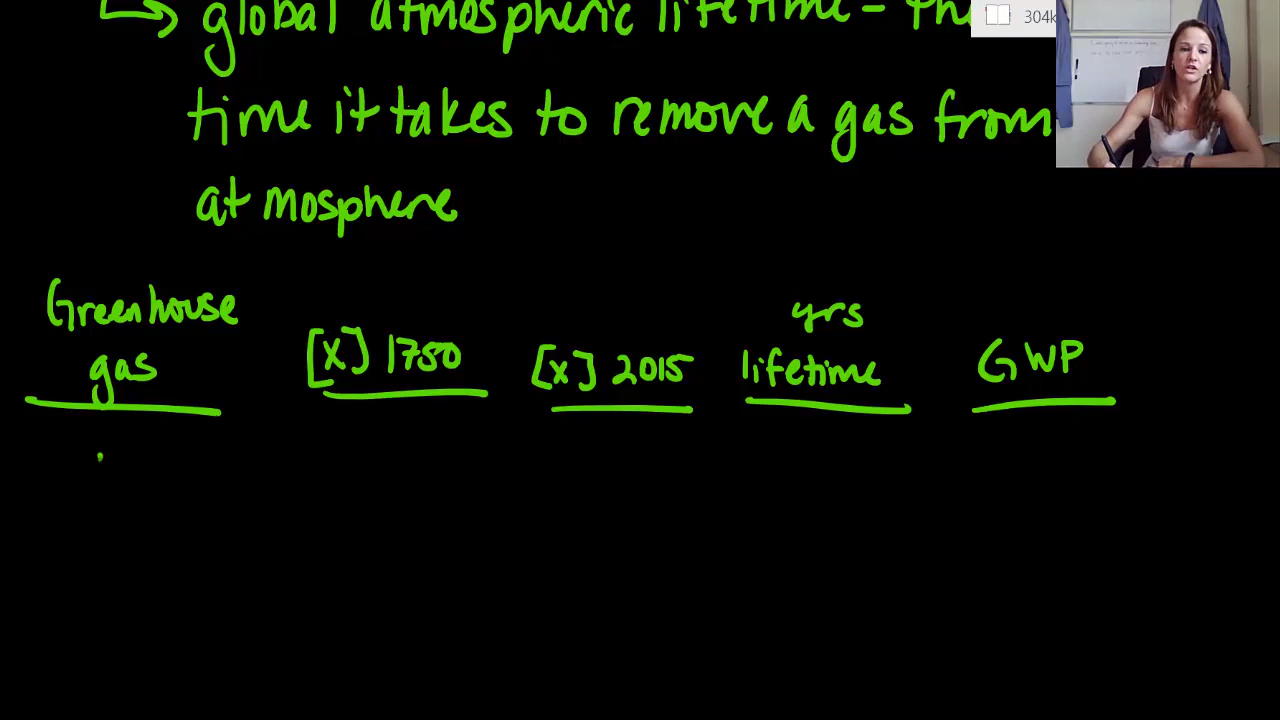 global atmospheric lifetime - the
304k
time it takes to remove a gas from
atmosphere
Greenhouse gas
[x] 1750
[x] 2015
yrs lifetime
GWP